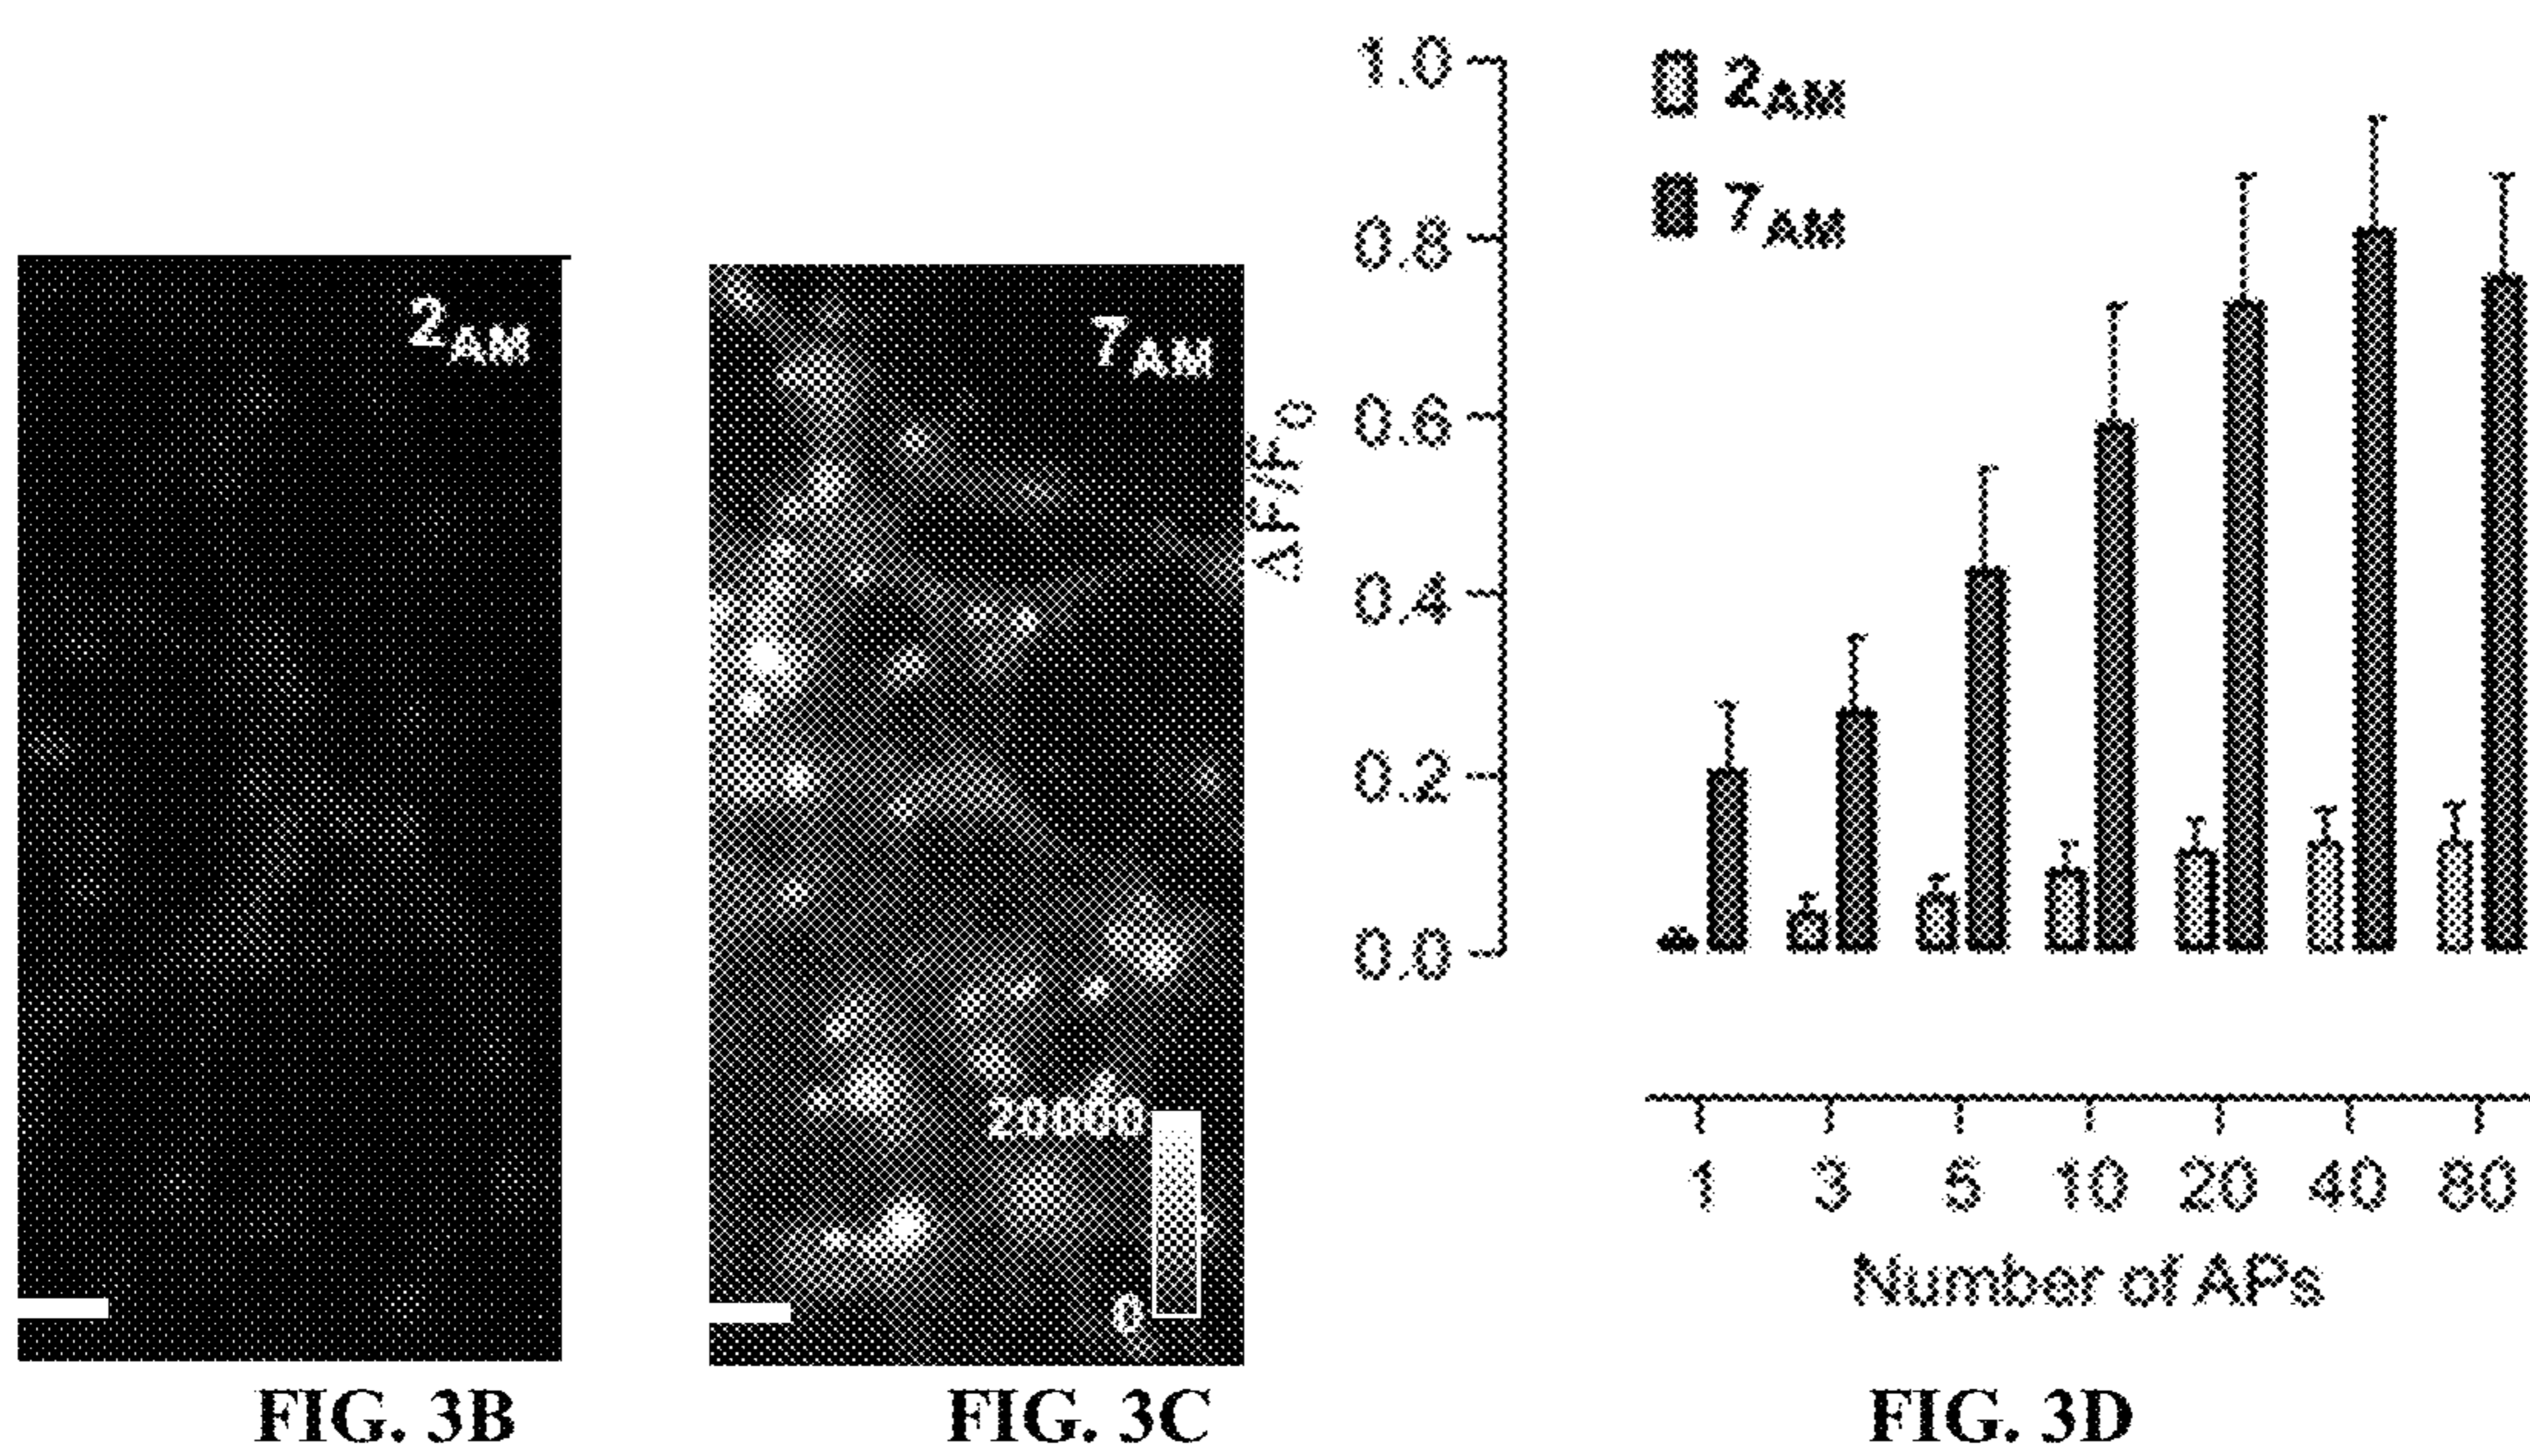 2AM
FIG. 3B
7AM
20000
0
FIG. 3C
1.0
0.8
0.6
0.4
0.2
0.0
ΔF/F0
2AM
7AM
1 3 5 10 20 40 80
Number of APs
FIG. 3D